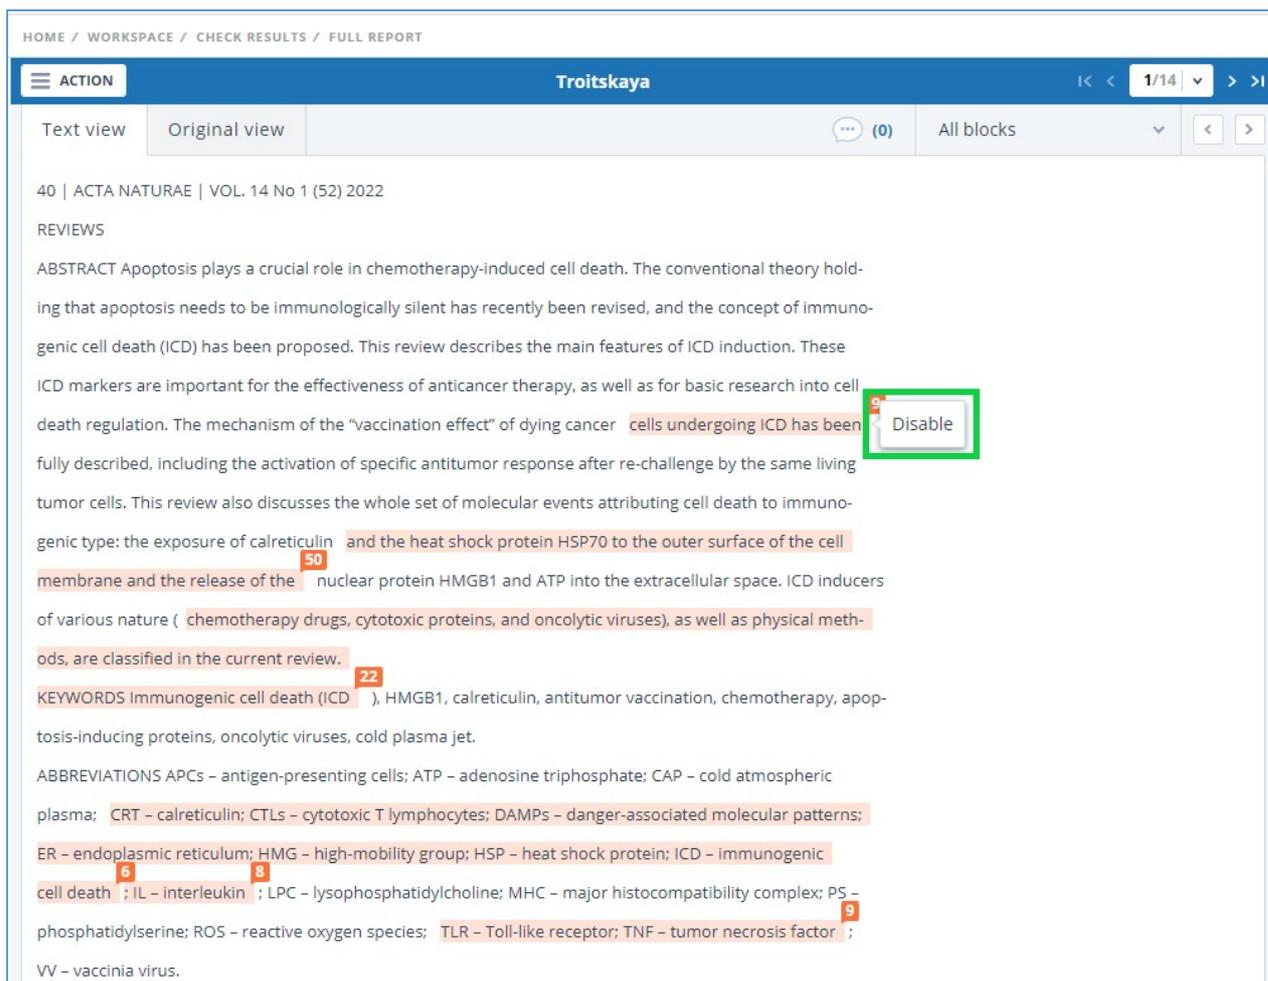 HOME / WORKSPACE / CHECK RESULTS / FULL REPORT
ACTION
Troitskaya
1/14
Text view
Original view
(0)
All blocks
40 | ACTA NATURAE | VOL. 14 No 1 (52) 2022
REVIEWS
ABSTRACT Apoptosis plays a crucial role in chemotherapy-induced cell death. The conventional theory hold-
ing that apoptosis needs to be immunologically silent has recently been revised, and the concept of immuno-
genic cell death (ICD) has been proposed. This review describes the main features of ICD induction. These
ICD markers are important for the effectiveness of anticancer therapy, as well as for basic research into cell
9
death regulation. The mechanism of the “vaccination effect” of dying cancer cells undergoing ICD has been
Disable
fully described, including the activation of specific antitumor response after re-challenge by the same living
tumor cells. This review also discusses the whole set of molecular events attributing cell death to immuno-
genic type: the exposure of calreticulin and the heat shock protein HSP70 to the outer surface of the cell
50
membrane and the release of the nuclear protein HMGB1 and ATP into the extracellular space. ICD inducers
of various nature ( chemotherapy drugs, cytotoxic proteins, and oncolytic viruses), as well as physical meth-
ods, are classified in the current review.
22
KEYWORDS Immunogenic cell death (ICD ), HMGB1, calreticulin, antitumor vaccination, chemotherapy, apop-
tosis-inducing proteins, oncolytic viruses, cold plasma jet.
ABBREVIATIONS APCs – antigen-presenting cells; ATP – adenosine triphosphate; CAP – cold atmospheric
plasma; CRT – calreticulin; CTLs – cytotoxic T lymphocytes; DAMPs – danger-associated molecular patterns;
ER – endoplasmic reticulum; HMG – high-mobility group; HSP – heat shock protein; ICD – immunogenic
6 8
cell death ; IL – interleukin ; LPC – lysophosphatidylcholine; MHC – major histocompatibility complex; PS –
9
phosphatidylserine; ROS – reactive oxygen species; TLR – Toll-like receptor; TNF – tumor necrosis factor ;
VV – vaccinia virus.